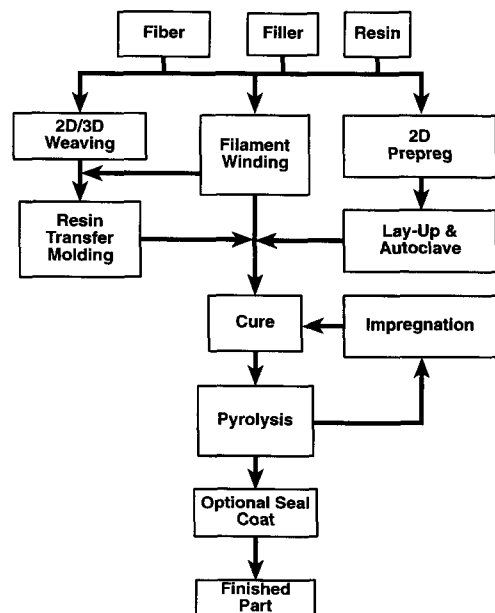 Fiber
Filler
Resin
2D/3D
Weaving
Filament
Winding
2D
Prepreg
Resin
Transfer
Molding
Lay-Up &
Autoclave
Cure
Impregnation
Pyrolysis
Optional Seal
Coat
Finished
Part